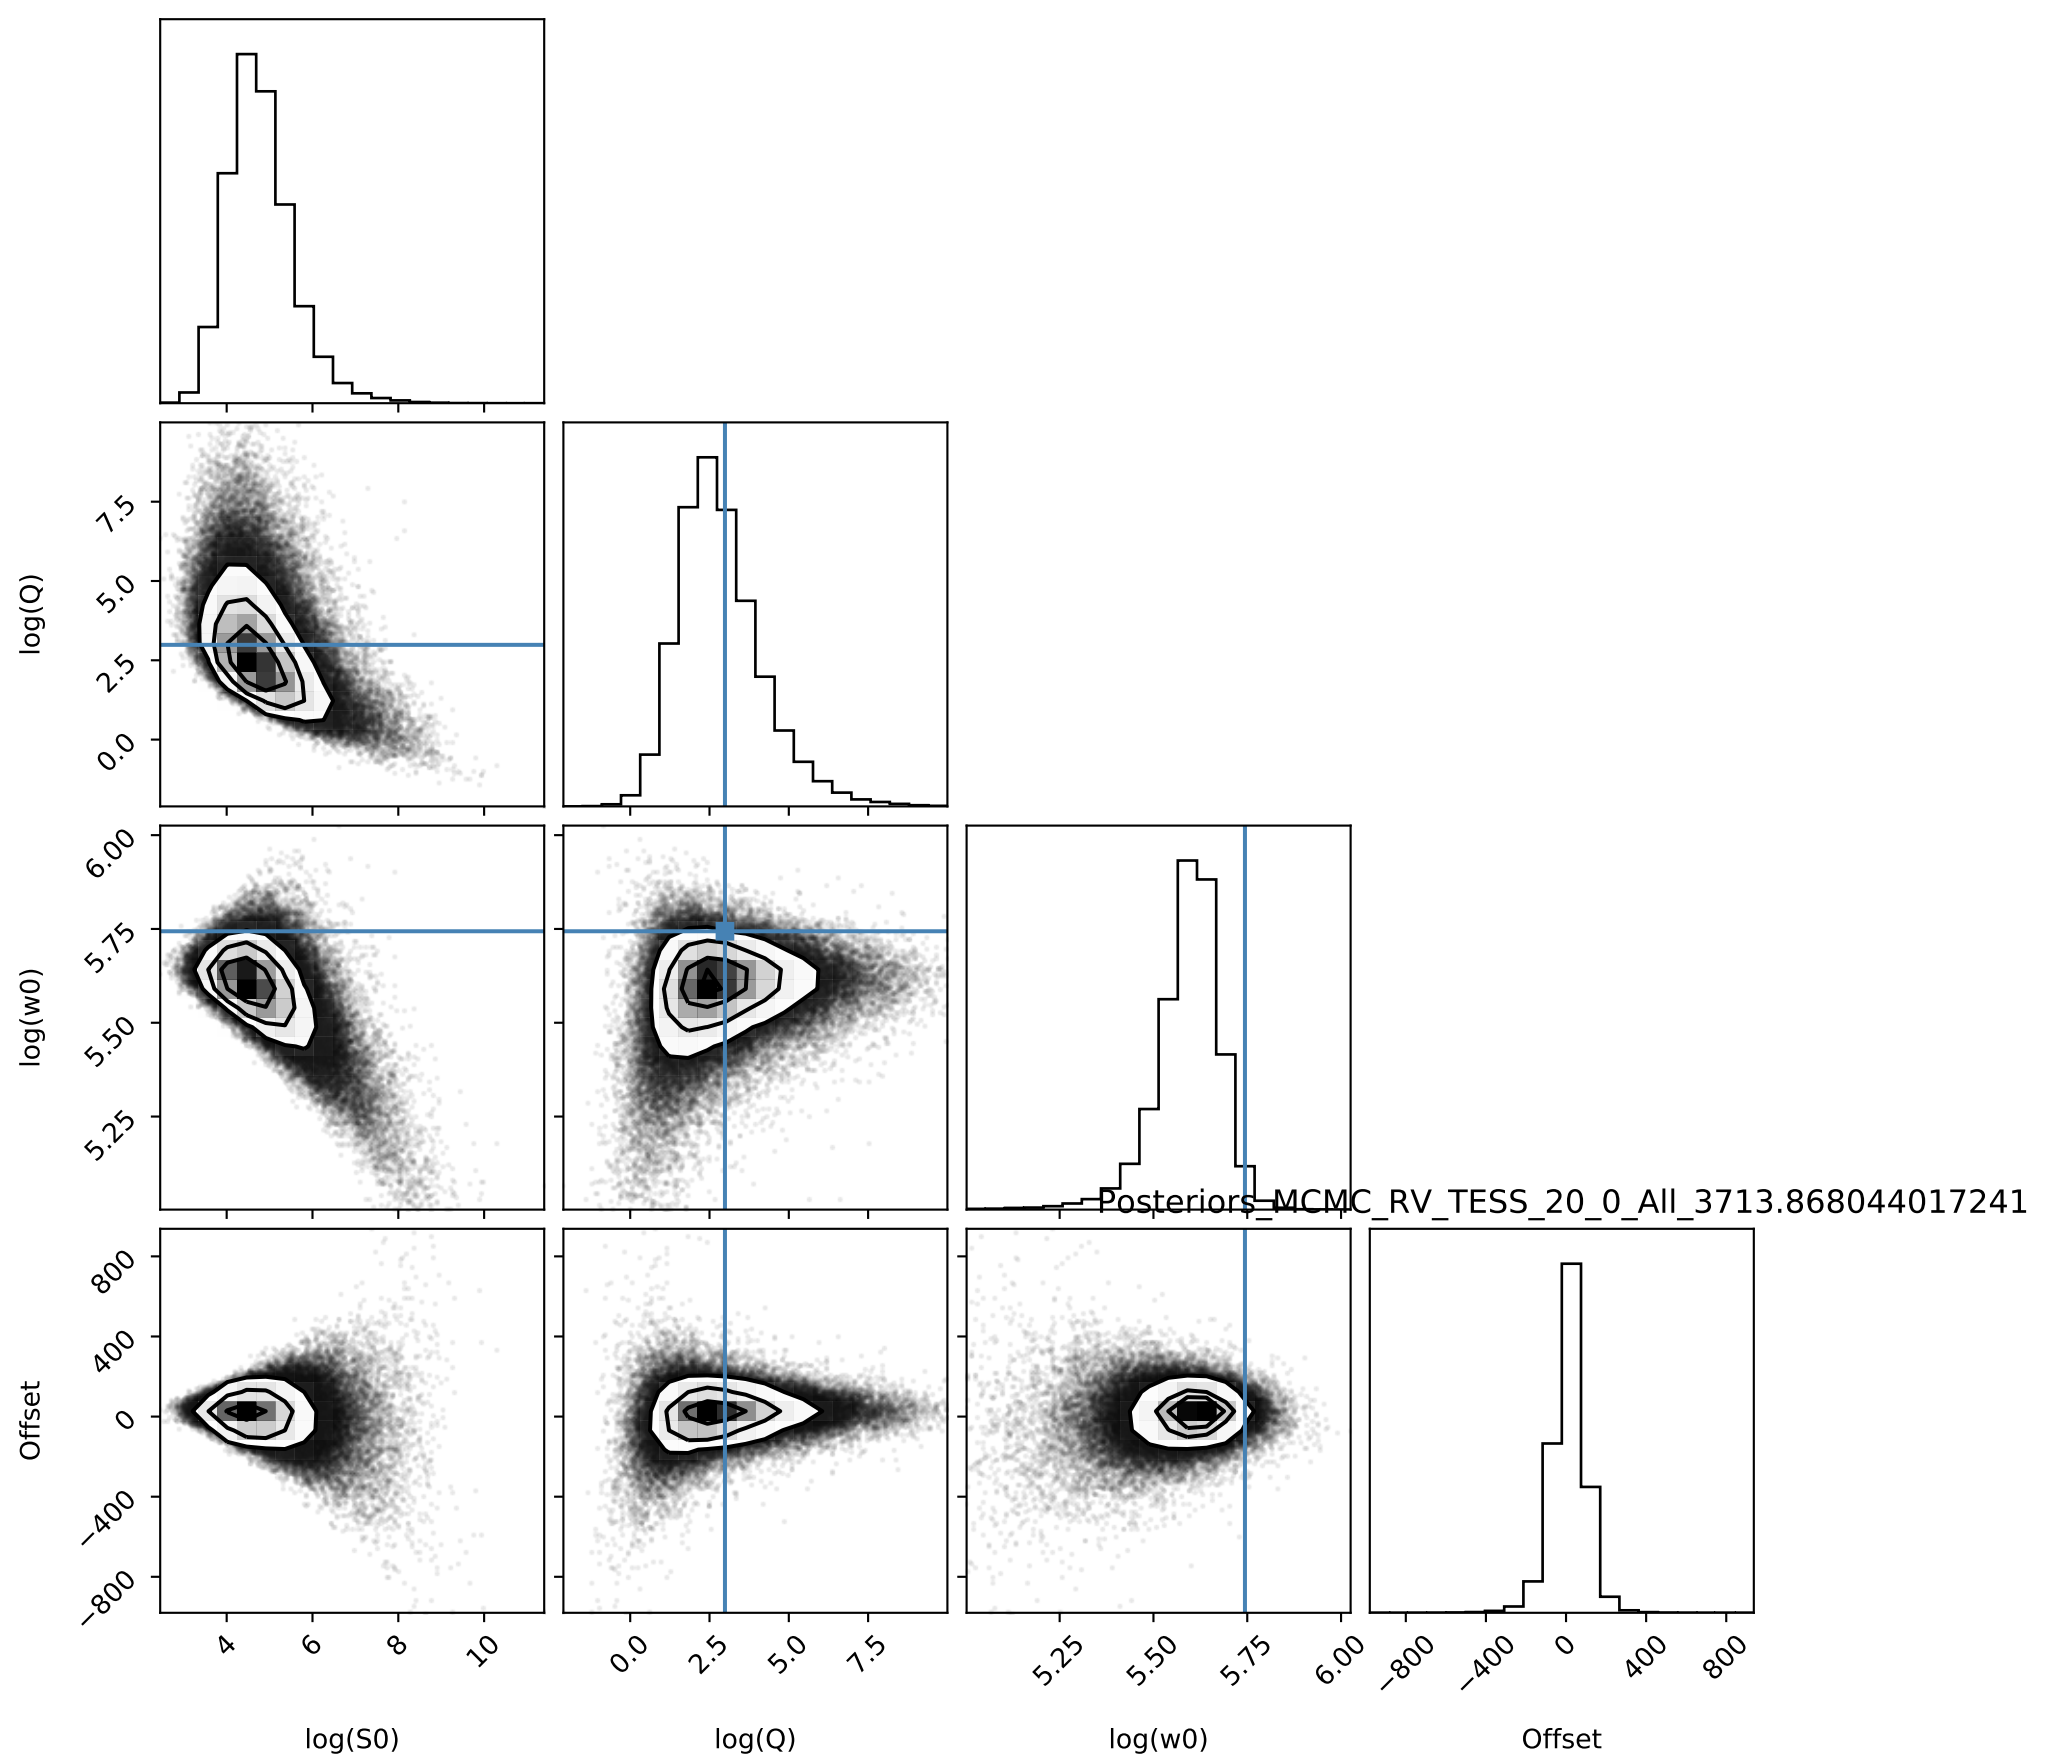 log(Q)
7.5
5.0
2.5
0.0
log(w0)
6.00
5.75
5.50
5.25
Posteriors_MCMC_RV_TESS_20_0_All_3713.868044017241
Offset
800
400
0
−400
−800
4 6 8 10
0.0 2.5 5.0 7.5
5.25 5.50 5.75 6.00
−800 −400 0 400 800
log(S0) log(Q) log(w0) Offset